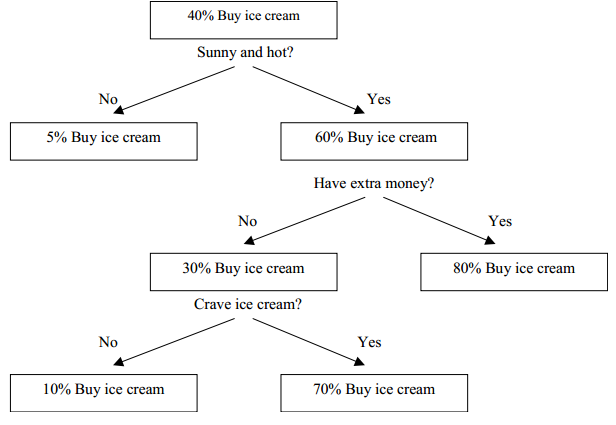 40% Buy ice cream
Sunny and hot?
No
Yes
5% Buy ice cream
60% Buy ice cream
Have extra money?
No
Yes
30% Buy ice cream
80% Buy ice cream
Crave ice cream?
No
Yes
10% Buy ice cream
70% Buy ice cream